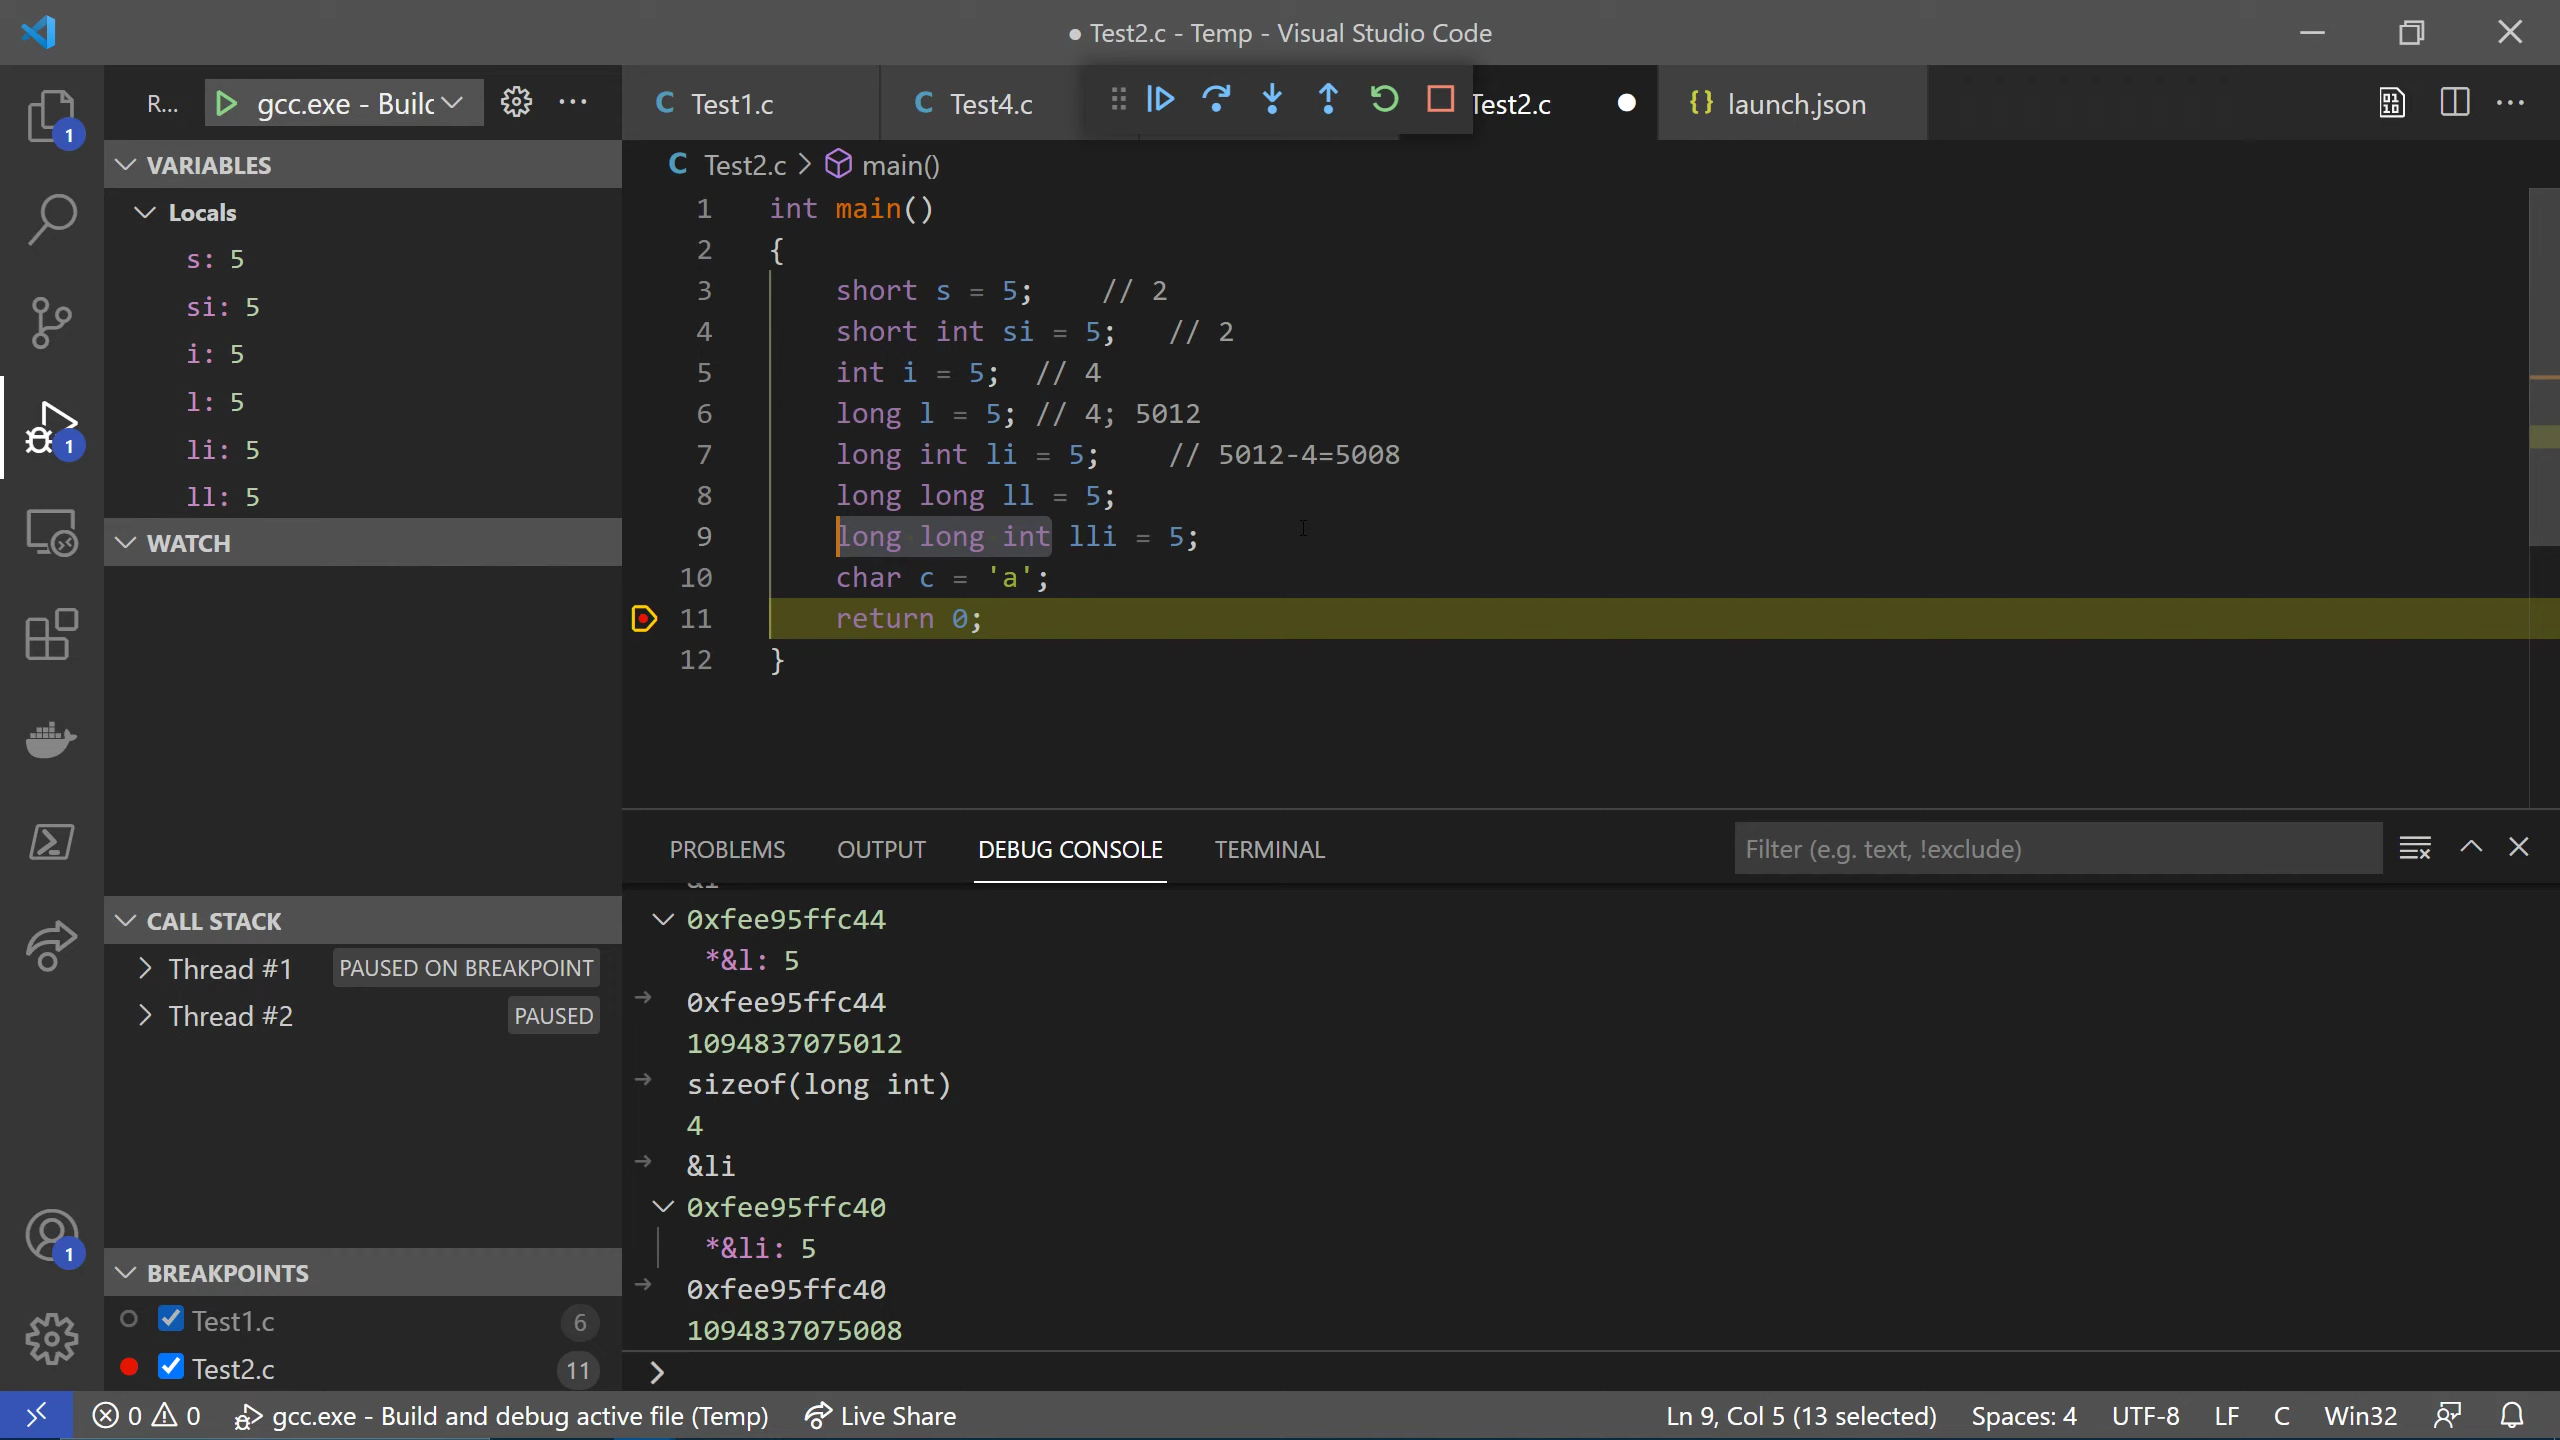 ● Test2.c - Temp - Visual Studio Code
R... gcc.exe - Build ···
Test1.c
Test4.c
Test2.c
{} launch.json
···
1
VARIABLES
Locals
s: 5
si: 5
i: 5
l: 5
li: 5
ll: 5
1
WATCH
CALL STACK
Thread #1 PAUSED ON BREAKPOINT
Thread #2 PAUSED
1
BREAKPOINTS
Test1.c 6
Test2.c 11
C Test2.c > main()
1 int main()
2 {
3 short s = 5; // 2
4 short int si = 5; // 2
5 int i = 5; // 4
6 long l = 5; // 4; 5012
7 long int li = 5; // 5012-4=5008
8 long long ll = 5;
9 long long int lli = 5;
10 char c = 'a';
11 return 0;
12 }
PROBLEMS OUTPUT DEBUG CONSOLE TERMINAL
Filter (e.g. text, !exclude)
0xfee95ffc44
*&l: 5
0xfee95ffc44
1094837075012
sizeof(long int)
4
&li
0xfee95ffc40
*&li: 5
0xfee95ffc40
1094837075008
>
0 0 gcc.exe - Build and debug active file (Temp) Live Share
Ln 9, Col 5 (13 selected) Spaces: 4 UTF-8 LF C Win32